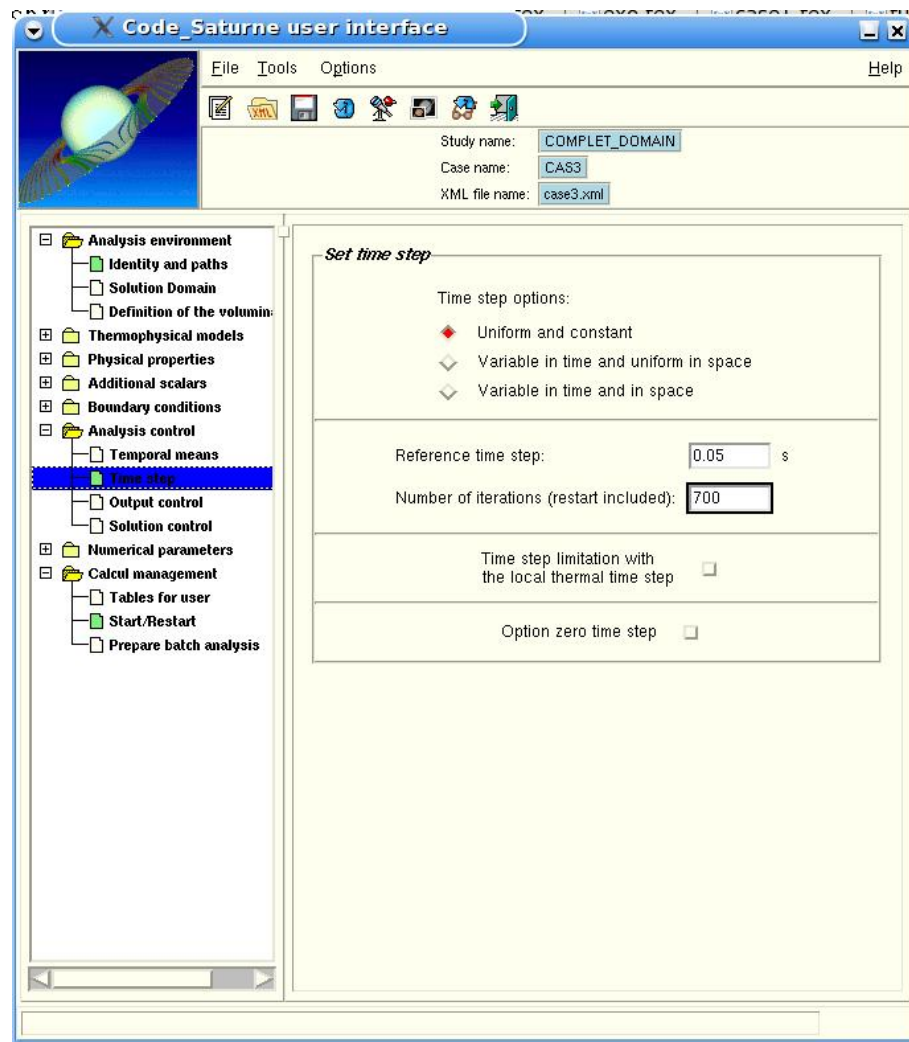 Code_Saturne user interface
File Tools Options Help
XML
Study name: COMPLET_DOMAIN
Case name: CAS3
XML file name: case3.xml
Analysis environment
Identity and paths
Solution Domain
Definition of the volumin
Thermophysical models
Physical properties
Additional scalars
Boundary conditions
Analysis control
Temporal means
Time step
Output control
Solution control
Numerical parameters
Calcul management
Tables for user
Start/Restart
Prepare batch analysis
Set time step
Time step options:
Uniform and constant
Variable in time and uniform in space
Variable in time and in space
Reference time step: 0.05 s
Number of iterations (restart included): 700
Time step limitation with
the local thermal time step
Option zero time step